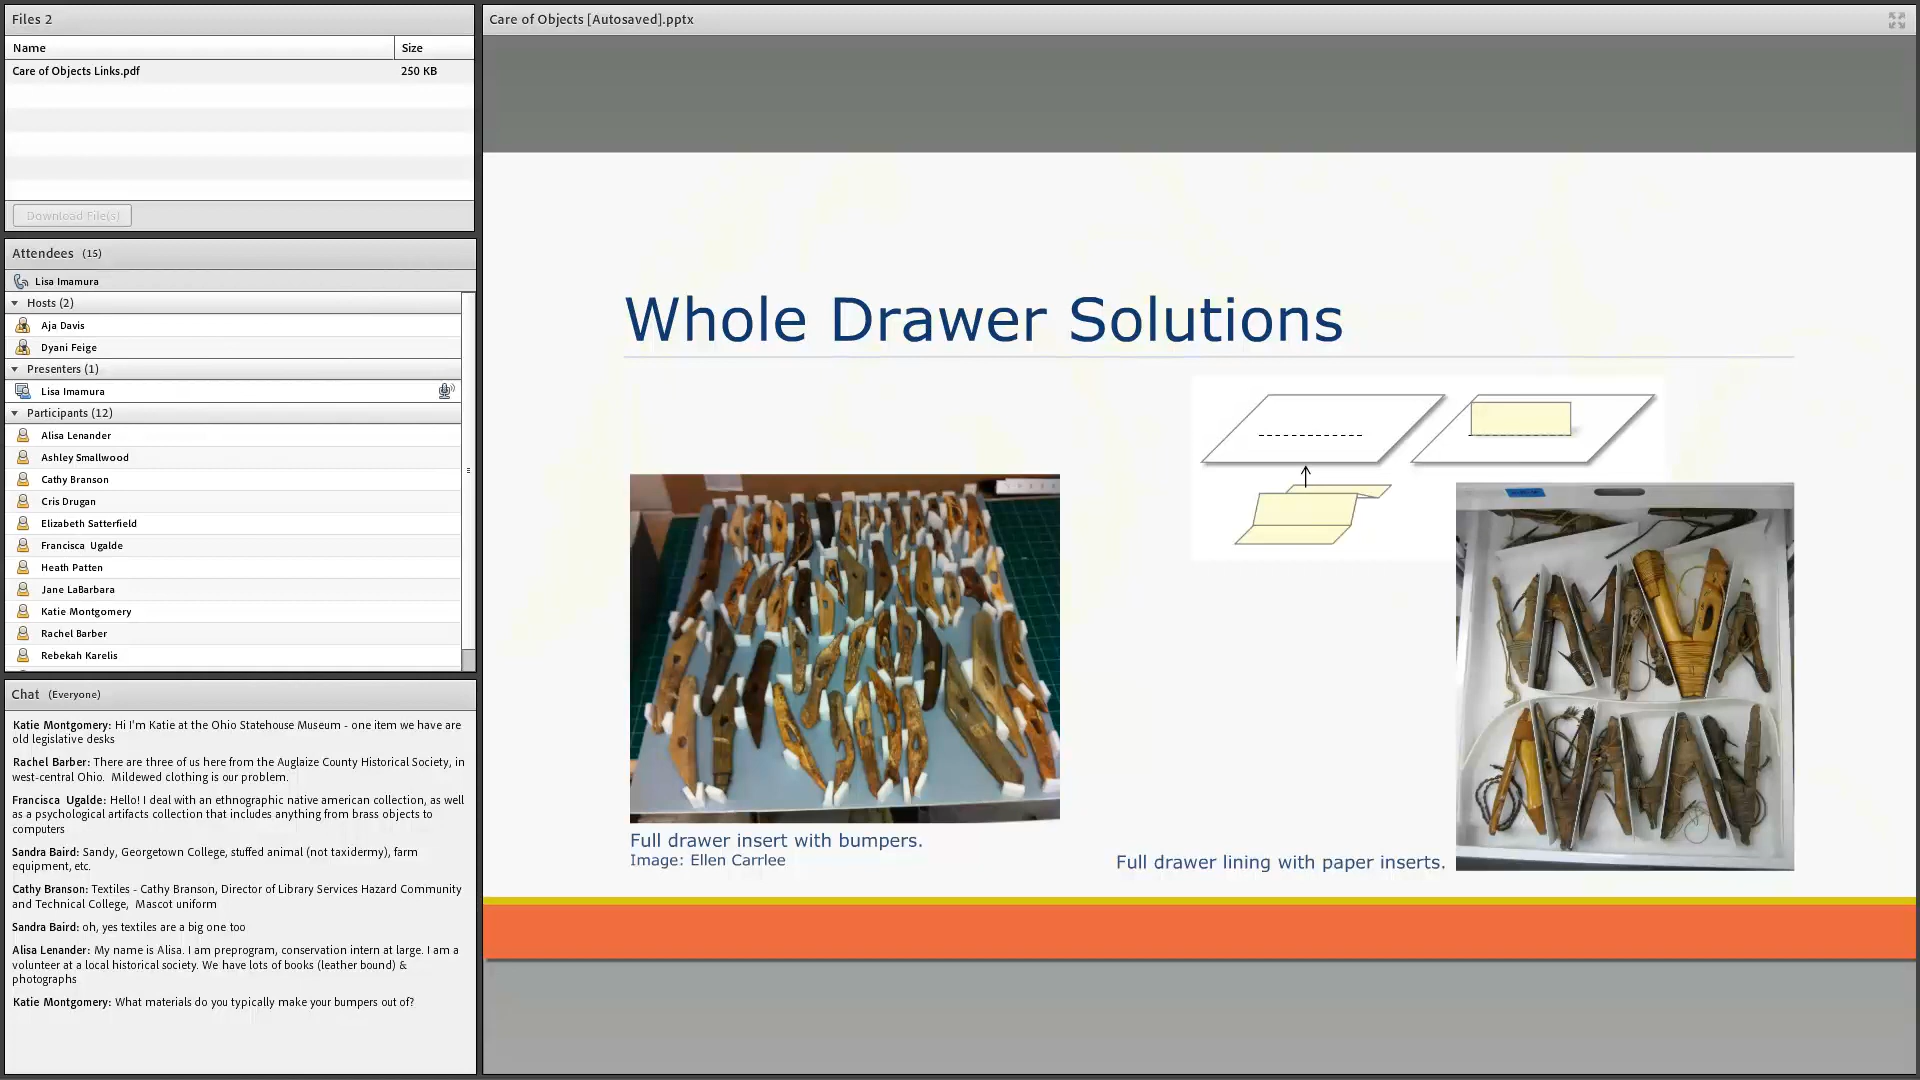 Files 2
Name Size
Care of Objects Links.pdf 250 KB
Download File(s)
Attendees (15)
Lisa Imamura
Hosts (2)
Aja Davis
Dyani Feige
Presenters (1)
Lisa Imamura
Participants (12)
Alisa Lenander
Ashley Smallwood
Cathy Branson
Cris Drugan
Elizabeth Satterfield
Francisca Ugalde
Heath Patten
Jane LaBarbara
Katie Montgomery
Rachel Barber
Rebekah Karelis
Chat (Everyone)
Katie Montgomery: Hi I'm Katie at the Ohio Statehouse Museum - one item we have are
old legislative desks
Rachel Barber: There are three of us here from the Auglaize County Historical Society, in
west-central Ohio. Mildewed clothing is our problem.
Francisca Ugalde: Hello! I deal with an ethnographic native american collection, as well
as a psychological artifacts collection that includes anything from brass objects to
computers
Sandra Baird: Sandy, Georgetown College, stuffed animal (not taxidermy), farm
equipment, etc.
Cathy Branson: Textiles - Cathy Branson, Director of Library Services Hazard Community
and Technical College, Mascot uniform
Sandra Baird: oh, yes textiles are a big one too
Alisa Lenander: My name is Alisa. I am preprogram, conservation intern at large. I am a
volunteer at a local historical society. We have lots of books (leather bound) &
photographs
Katie Montgomery: What materials do you typically make your bumpers out of?
Care of Objects [Autosaved].pptx
Whole Drawer Solutions
Full drawer insert with bumpers.
Image: Ellen Carrlee
Full drawer lining with paper inserts.